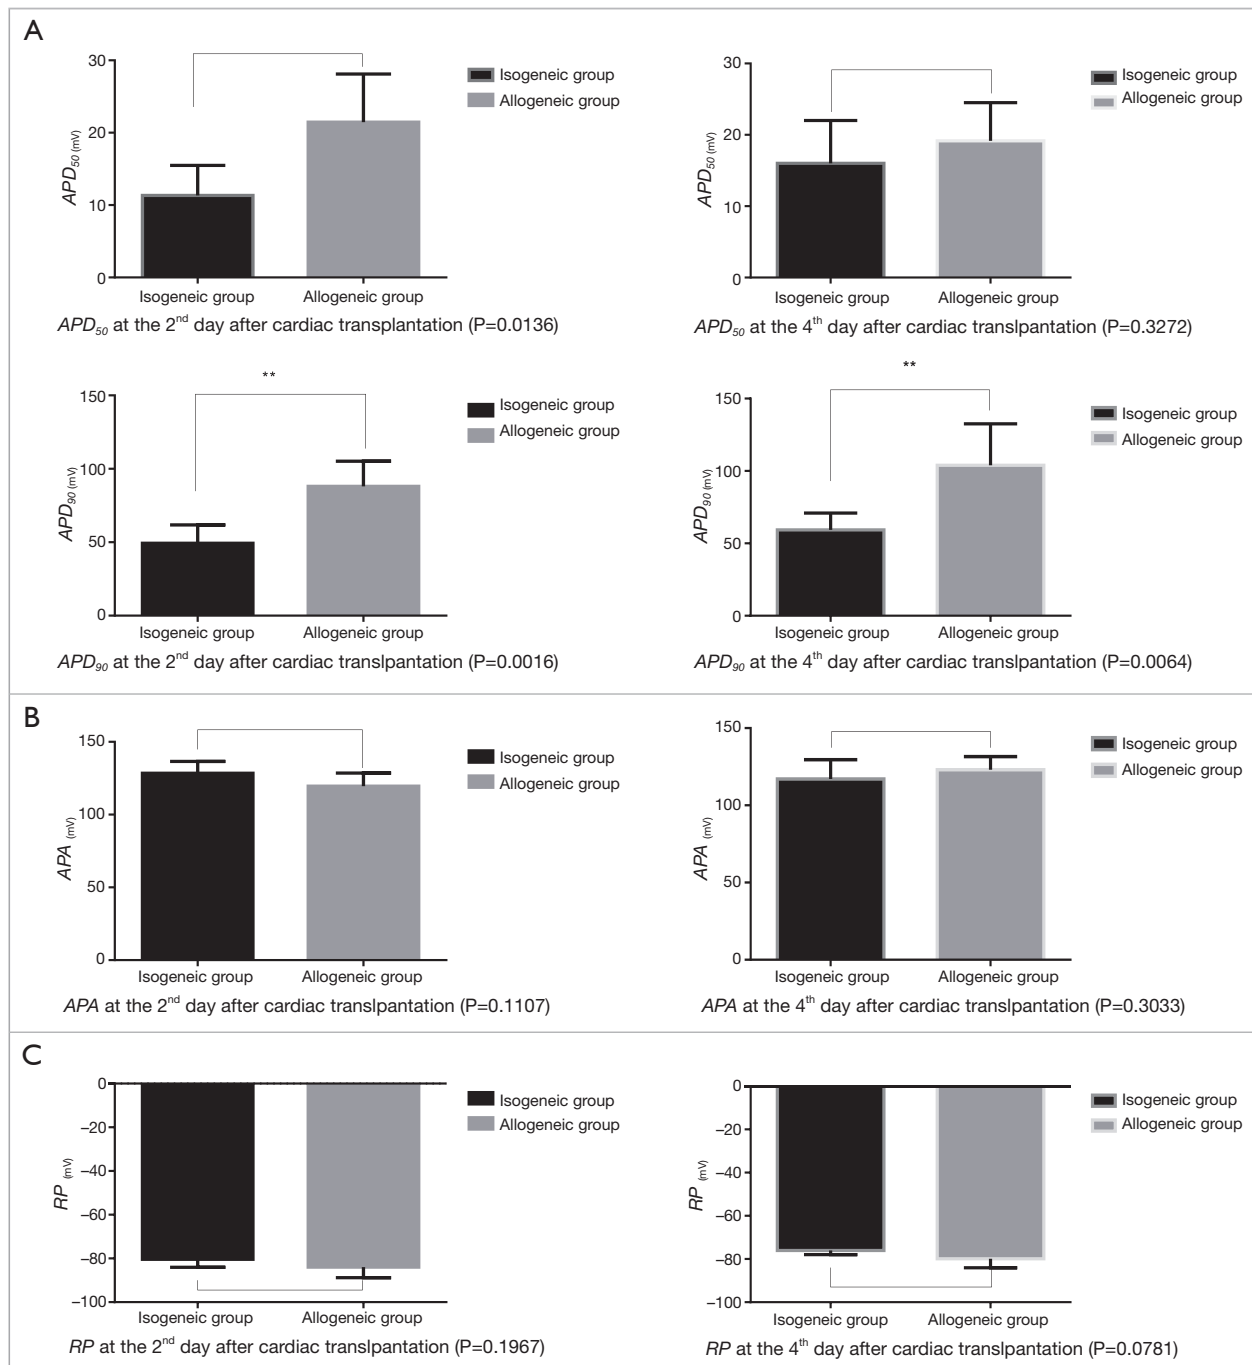 A
30
20
10
0
APD50 (mV)
Isogeneic group
Allogeneic group
Isogeneic group
Allogeneic group
APD50 at the 2nd day after cardiac transplantation (P=0.0136)
30
20
10
0
APD50 (mV)
Isogeneic group
Allogeneic group
Isogeneic group
Allogeneic group
APD50 at the 4th day after cardiac translpantation (P=0.3272)
**
150
100
50
0
APD90 (mV)
Isogeneic group
Allogeneic group
Isogeneic group
Allogeneic group
APD90 at the 2nd day after cardiac translpantation (P=0.0016)
**
150
100
50
0
APD90 (mV)
Isogeneic group
Allogeneic group
Isogeneic group
Allogeneic group
APD90 at the 4th day after cardiac translpantation (P=0.0064)
B
150
100
50
0
APA (mV)
Isogeneic group
Allogeneic group
Isogeneic group
Allogeneic group
APA at the 2nd day after cardiac translpantation (P=0.1107)
150
100
50
0
APA (mV)
Isogeneic group
Allogeneic group
Isogeneic group
Allogeneic group
APA at the 4th day after cardiac translpantation (P=0.3033)
C
0
–20
–40
–60
–80
–100
RP (mV)
Isogeneic group
Allogeneic group
Isogeneic group
Allogeneic group
RP at the 2nd day after cardiac translpantation (P=0.1967)
0
–20
–40
–60
–80
–100
RP (mV)
Isogeneic group
Allogeneic group
Isogeneic group
Allogeneic group
RP at the 4th day after cardiac translpantation (P=0.0781)